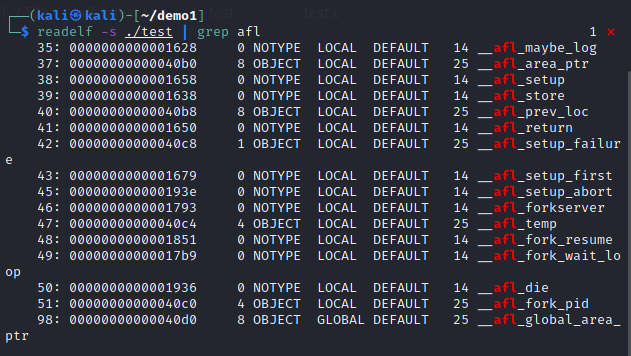 (kali㉿kali)-[~/demo1]
$ readelf -s ./test | grep afl 1 ⨯
35: 0000000000001628 0 NOTYPE LOCAL DEFAULT 14 __afl_maybe_log
37: 00000000000040b0 8 OBJECT LOCAL DEFAULT 25 __afl_area_ptr
38: 0000000000001658 0 NOTYPE LOCAL DEFAULT 14 __afl_setup
39: 0000000000001638 0 NOTYPE LOCAL DEFAULT 14 __afl_store
40: 00000000000040b8 8 OBJECT LOCAL DEFAULT 25 __afl_prev_loc
41: 0000000000001650 0 NOTYPE LOCAL DEFAULT 14 __afl_return
42: 00000000000040c8 1 OBJECT LOCAL DEFAULT 25 __afl_setup_failur
e
43: 0000000000001679 0 NOTYPE LOCAL DEFAULT 14 __afl_setup_first
45: 000000000000193e 0 NOTYPE LOCAL DEFAULT 14 __afl_setup_abort
46: 0000000000001793 0 NOTYPE LOCAL DEFAULT 14 __afl_forkserver
47: 00000000000040c4 4 OBJECT LOCAL DEFAULT 25 __afl_temp
48: 0000000000001851 0 NOTYPE LOCAL DEFAULT 14 __afl_fork_resume
49: 00000000000017b9 0 NOTYPE LOCAL DEFAULT 14 __afl_fork_wait_lo
op
50: 0000000000001936 0 NOTYPE LOCAL DEFAULT 14 __afl_die
51: 00000000000040c0 4 OBJECT LOCAL DEFAULT 25 __afl_fork_pid
98: 00000000000040d0 8 OBJECT GLOBAL DEFAULT 25 __afl_global_area_
ptr